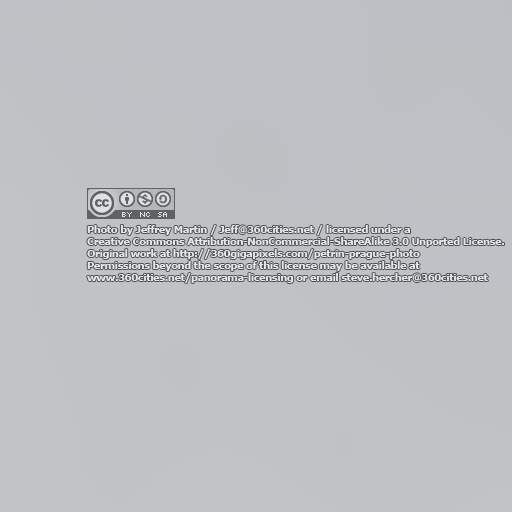 cc BY NC SA
Photo by Jeffrey Martin / Jeff@360cities.net / licensed under a
Creative Commons Attribution-NonCommercial-ShareAlike 3.0 Unported License.
Original work at http://360gigapixels.com/petrin-prague-photo
Permissions beyond the scope of this license may be available at
www.360cities.net/panorama-licensing or email steve.hercher@360cities.net